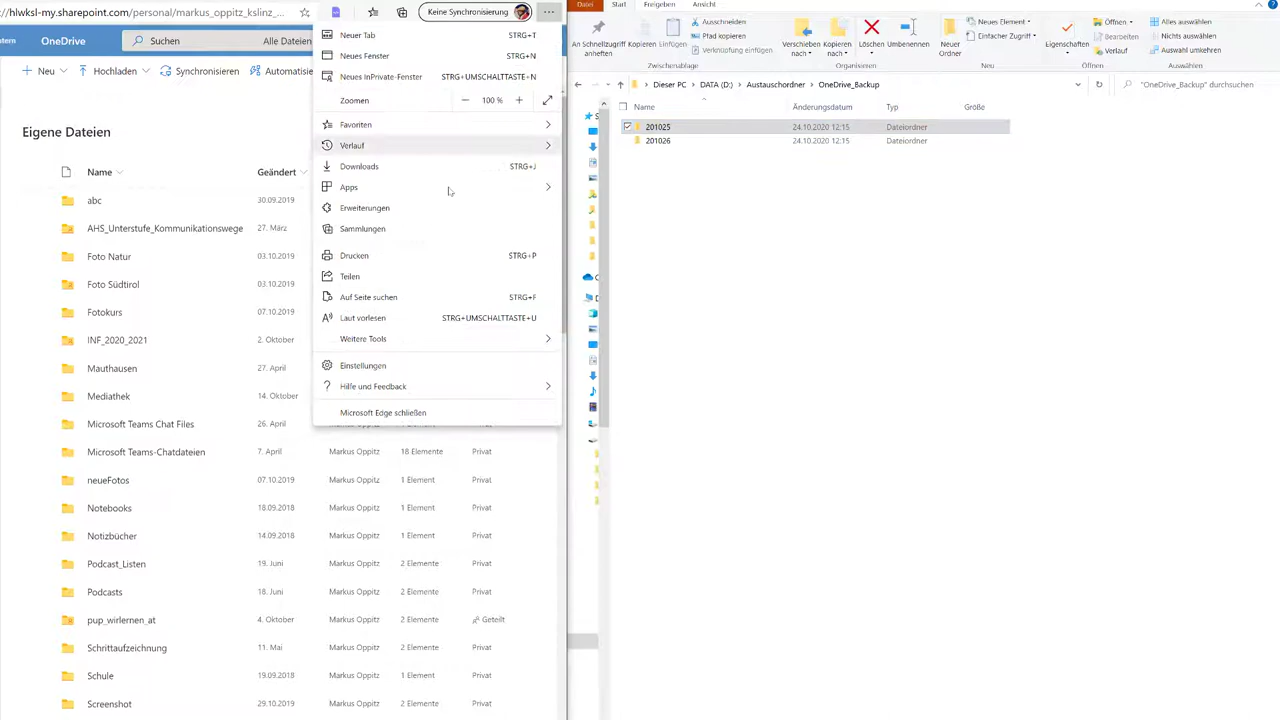 /hlwksl-my.sharepoint.com/personal/markus_oppitz_kslinz_...
Keine Synchronisierung
OneDrive
Suchen
Alle Dateien
Neu
Hochladen
Synchronisieren
Eigene Dateien
Name
Geändert
abc
30.09.2019
AHS_Unterstufe_Kommunikationswege
27. März
Foto Natur
03.10.2019
Foto Südtirol
03.10.2019
Fotokurs
07.10.2019
INF_2020_2021
2. Oktober
Mauthausen
27. April
Mediathek
14. Oktober
Microsoft Teams Chat Files
26. April
Markus Oppitz
1 Element
Privat
Microsoft Teams-Chatdateien
7. April
Markus Oppitz
18 Elemente
Privat
neueFotos
07.10.2019
Markus Oppitz
1 Element
Privat
Notebooks
18.09.2018
Markus Oppitz
1 Element
Privat
Notizbücher
14.09.2018
Markus Oppitz
1 Element
Privat
Podcast_Listen
19. Juni
Markus Oppitz
2 Elemente
Privat
Podcasts
18. Juni
Markus Oppitz
2 Elemente
Privat
pup_wirlernen_at
4. Oktober
Markus Oppitz
2 Elemente
Geteilt
Schrittaufzeichnung
11. Mai
Markus Oppitz
2 Elemente
Privat
Schule
19.09.2018
Markus Oppitz
1 Element
Privat
Screenshot
29.10.2019
Markus Oppitz
2 Elemente
Privat
Neuer Tab
STRG+T
Neues Fenster
STRG+N
Neues InPrivate-Fenster
STRG+UMSCHALTTASTE+N
Zoomen
100 %
Favoriten
Verlauf
Downloads
STRG+J
Apps
Erweiterungen
Sammlungen
Drucken
STRG+P
Teilen
Auf Seite suchen
STRG+F
Laut vorlesen
STRG+UMSCHALTTASTE+U
Weitere Tools
Einstellungen
Hilfe und Feedback
Microsoft Edge schließen
Datei
Start
Freigeben
Ansicht
An Schnellzugriff anheften
Kopieren
Einfügen
Ausschneiden
Pfad kopieren
Verknüpfung einfügen
Zwischenablage
Verschieben nach
Kopieren nach
Löschen
Umbenennen
Organisieren
Neuer Ordner
Neues Element
Einfacher Zugriff
Neu
Eigenschaften
Öffnen
Bearbeiten
Verlauf
Öffnen
Alles auswählen
Nichts auswählen
Auswahl umkehren
Auswählen
Dieser PC
DATA (D:)
Austauschordner
OneDrive_Backup
"OneDrive_Backup" durchsuchen
Name
Änderungsdatum
Typ
Größe
201025
24.10.2020 12:15
Dateiordner
201026
24.10.2020 12:15
Dateiordner